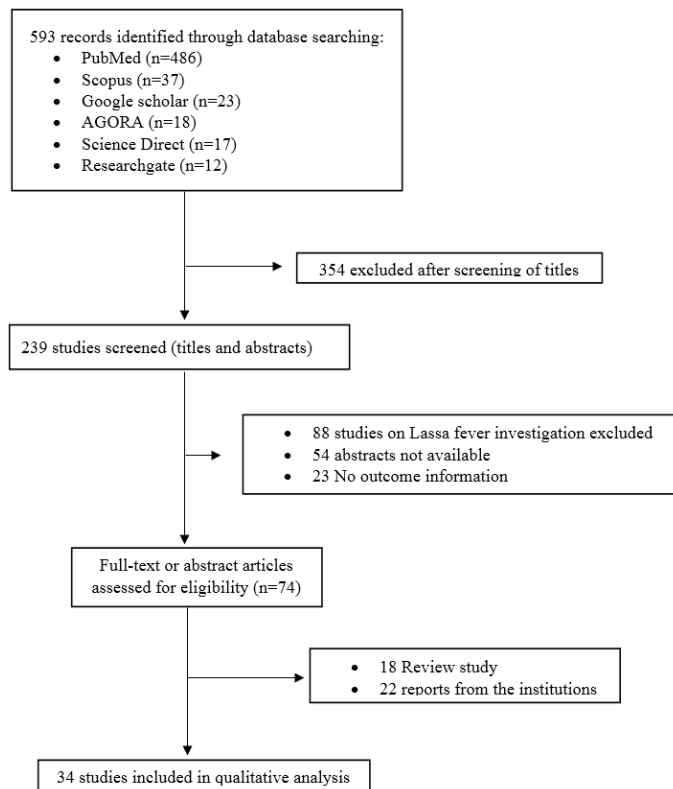 593 records identified through database searching:
• PubMed (n=486)
• Scopus (n=37)
• Google scholar (n=23)
• AGORA (n=18)
• Science Direct (n=17)
• Researchgate (n=12)
354 excluded after screening of titles
239 studies screened (titles and abstracts)
• 88 studies on Lassa fever investigation excluded
• 54 abstracts not available
• 23 No outcome information
Full-text or abstract articles
assessed for eligibility (n=74)
• 18 Review study
• 22 reports from the institutions
34 studies included in qualitative analysis